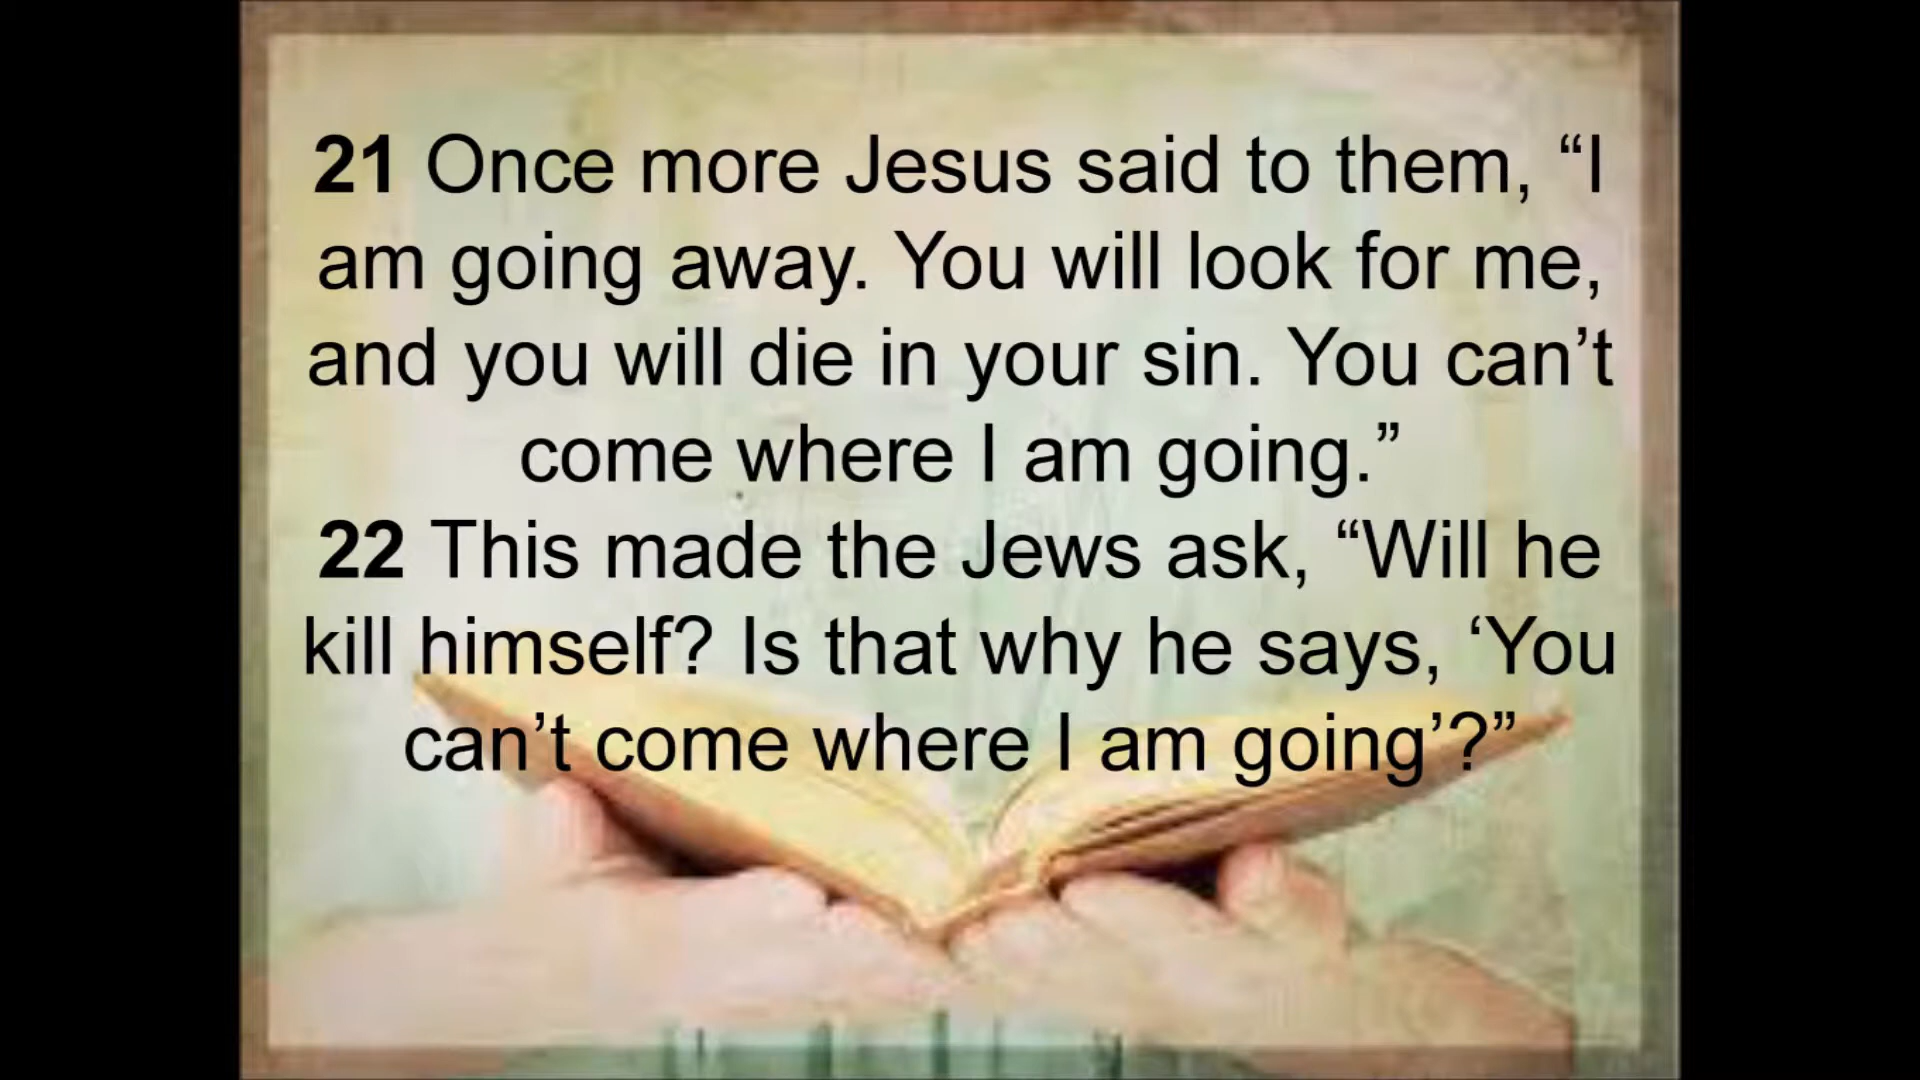 21 Once more Jesus said to them, “I
am going away. You will look for me,
and you will die in your sin. You can’t
come where I am going.”
22 This made the Jews ask, “Will he
kill himself? Is that why he says, ‘You
can’t come where I am going’?”